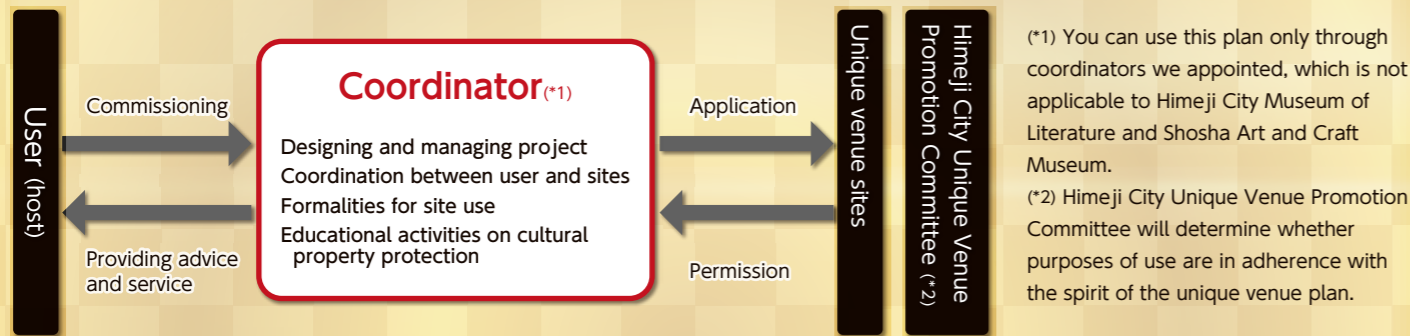 User (host)
Commissioning
Providing advice
and service
Coordinator(*1)
Designing and managing project
Coordination between user and sites
Formalities for site use
Educational activities on cultural
property protection
Application
Permission
Unique venue sites
Himeji City Unique Venue
Promotion Committee (*2)
(*1) You can use this plan only through
coordinators we appointed, which is not
applicable to Himeji City Museum of
Literature and Shosha Art and Craft
Museum.
(*2) Himeji City Unique Venue Promotion
Committee will determine whether
purposes of use are in adherence with
the spirit of the unique venue plan.